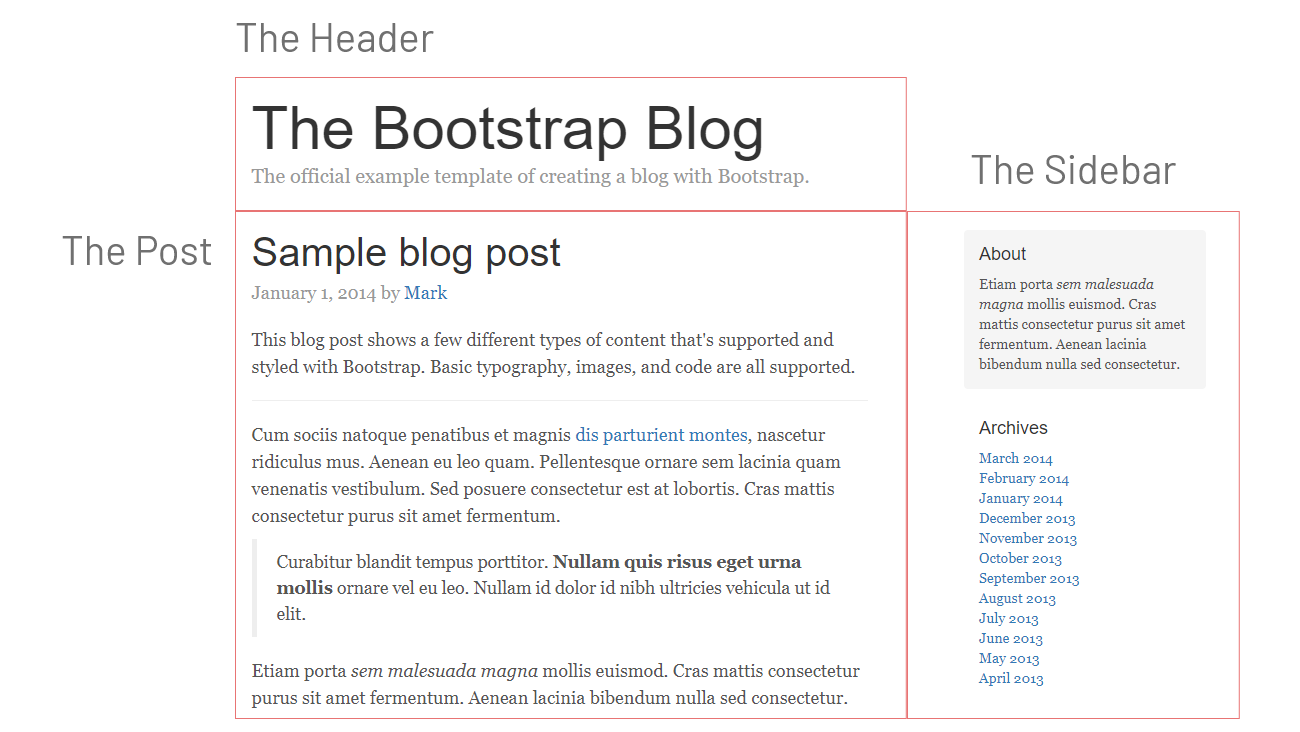 The Header
The Bootstrap Blog
The official example template of creating a blog with Bootstrap.
The Sidebar
The Post
Sample blog post
January 1, 2014 by Mark
This blog post shows a few different types of content that's supported and
styled with Bootstrap. Basic typography, images, and code are all supported.
Cum sociis natoque penatibus et magnis dis parturient montes, nascetur
ridiculus mus. Aenean eu leo quam. Pellentesque ornare sem lacinia quam
venenatis vestibulum. Sed posuere consectetur est at lobortis. Cras mattis
consectetur purus sit amet fermentum.
Curabitur blandit tempus porttitor. Nullam quis risus eget urna
mollis ornare vel eu leo. Nullam id dolor id nibh ultricies vehicula ut id
elit.
Etiam porta sem malesuada magna mollis euismod. Cras mattis consectetur
purus sit amet fermentum. Aenean lacinia bibendum nulla sed consectetur.
About
Etiam porta sem malesuada
magna mollis euismod. Cras
mattis consectetur purus sit amet
fermentum. Aenean lacinia
bibendum nulla sed consectetur.
Archives
March 2014
February 2014
January 2014
December 2013
November 2013
October 2013
September 2013
August 2013
July 2013
June 2013
May 2013
April 2013